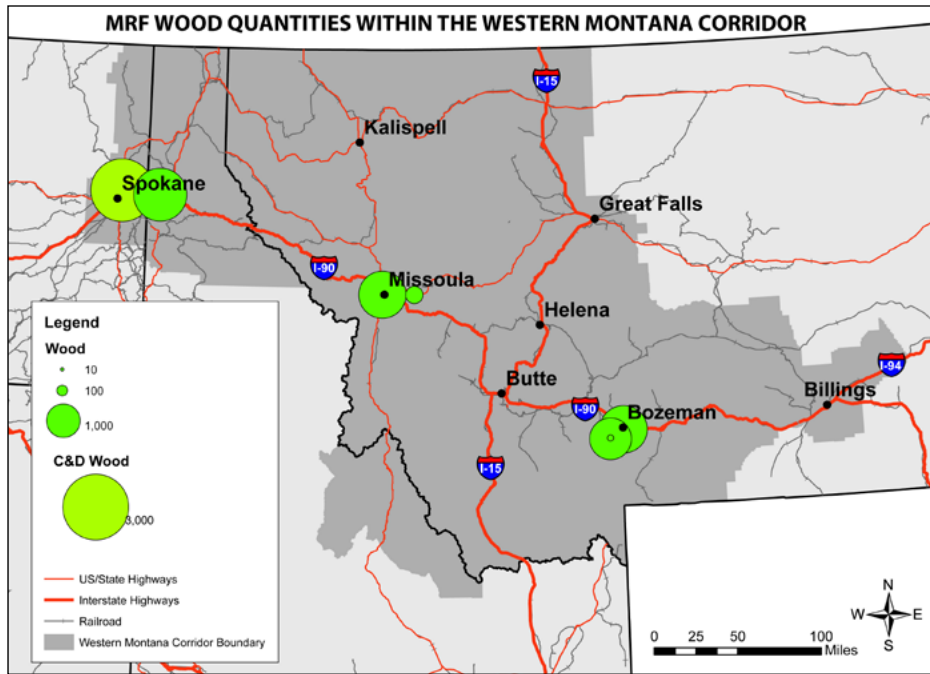 MRF WOOD QUANTITIES WITHIN THE WESTERN MONTANA CORRIDOR
I-15
Kalispell
Spokane
Great Falls
I-90
Missoula
Helena
I-94
Butte
Billings
I-90
Bozeman
I-15
Legend
Wood
10
100
1,000
C&D Wood
3,000
US/State Highways
Interstate Highways
Railroad
Western Montana Corridor Boundary
N
W
E
S
0 25 50 100
Miles